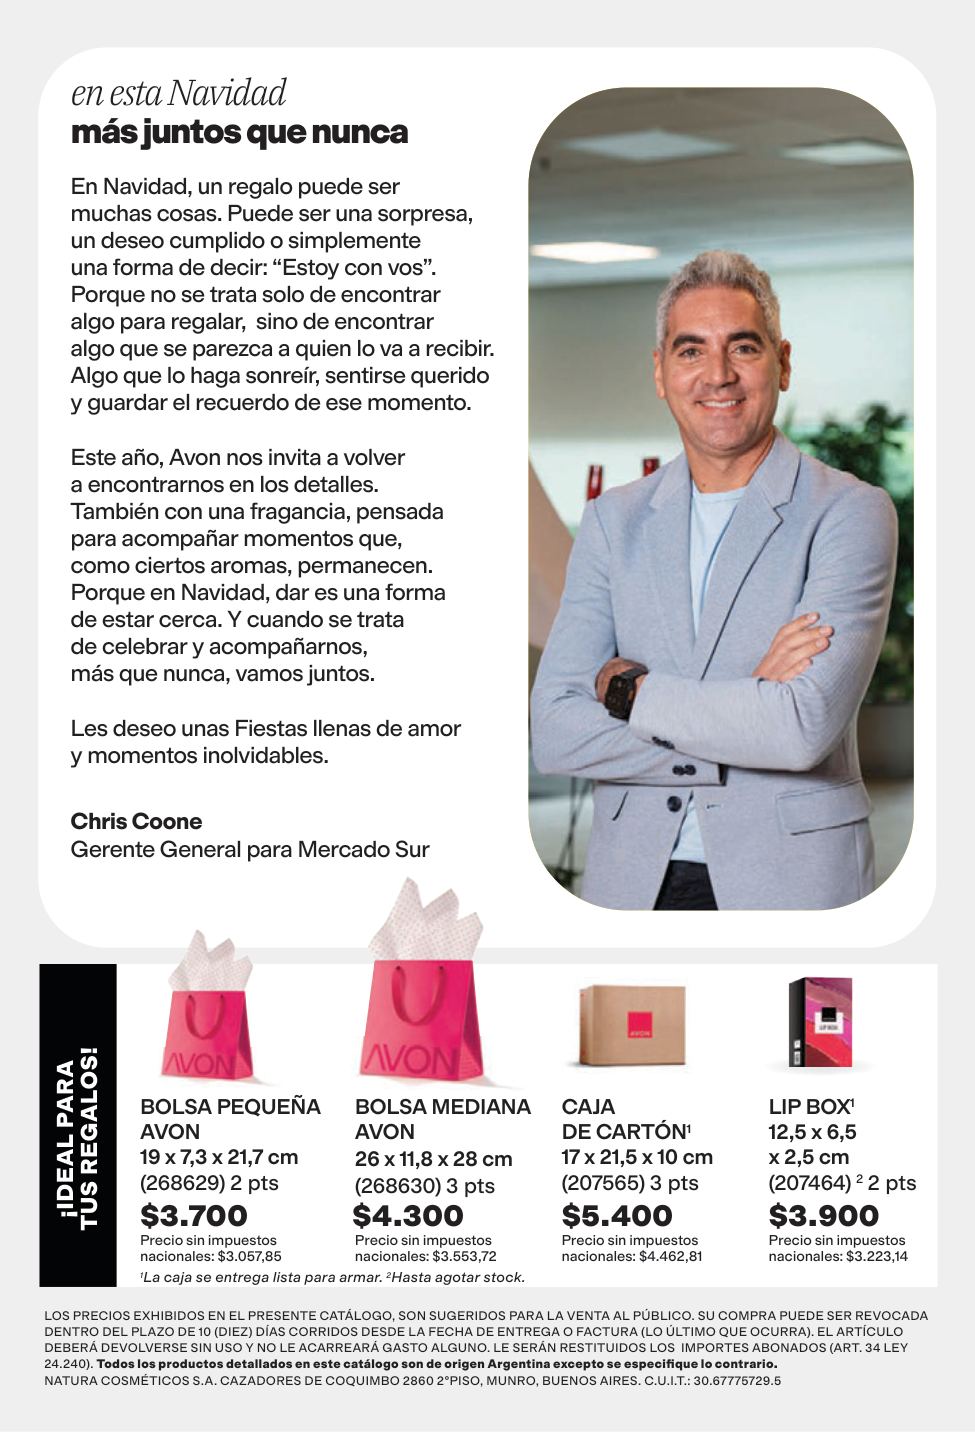 en esta Navidad
más juntos que nunca
En Navidad, un regalo puede ser
muchas cosas. Puede ser una sorpresa,
un deseo cumplido o simplemente
una forma de decir: “Estoy con vos”.
Porque no se trata solo de encontrar
algo para regalar, sino de encontrar
algo que se parezca a quien lo va a recibir.
Algo que lo haga sonreír, sentirse querido
y guardar el recuerdo de ese momento.
Este año, Avon nos invita a volver
a encontrarnos en los detalles.
También con una fragancia, pensada
para acompañar momentos que,
como ciertos aromas, permanecen.
Porque en Navidad, dar es una forma
de estar cerca. Y cuando se trata
de celebrar y acompañarnos,
más que nunca, vamos juntos.
Les deseo unas Fiestas llenas de amor
y momentos inolvidables.
Chris Coone
Gerente General para Mercado Sur
¡IDEAL PARA
TUS REGALOS!
AVON
BOLSA PEQUEÑA
AVON
19 x 7,3 x 21,7 cm
(268629) 2 pts
$3.700
Precio sin impuestos
nacionales: $3.057,85
AVON
BOLSA MEDIANA
AVON
26 x 11,8 x 28 cm
(268630) 3 pts
$4.300
Precio sin impuestos
nacionales: $3.553,72
AVON
CAJA
DE CARTÓN¹
17 x 21,5 x 10 cm
(207565) 3 pts
$5.400
Precio sin impuestos
nacionales: $4.462,81
LIP BOX
LIP BOX¹
12,5 x 6,5
x 2,5 cm
(207464) ² 2 pts
$3.900
Precio sin impuestos
nacionales: $3.223,14
¹La caja se entrega lista para armar. ²Hasta agotar stock.
LOS PRECIOS EXHIBIDOS EN EL PRESENTE CATÁLOGO, SON SUGERIDOS PARA LA VENTA AL PÚBLICO. SU COMPRA PUEDE SER REVOCADA
DENTRO DEL PLAZO DE 10 (DIEZ) DÍAS CORRIDOS DESDE LA FECHA DE ENTREGA O FACTURA (LO ÚLTIMO QUE OCURRA). EL ARTÍCULO
DEBERÁ DEVOLVERSE SIN USO Y NO LE ACARREARÁ GASTO ALGUNO. LE SERÁN RESTITUIDOS LOS IMPORTES ABONADOS (ART. 34 LEY
24.240). Todos los productos detallados en este catálogo son de origen Argentina excepto se especifique lo contrario.
NATURA COSMÉTICOS S.A. CAZADORES DE COQUIMBO 2860 2°PISO, MUNRO, BUENOS AIRES. C.U.I.T.: 30.67775729.5